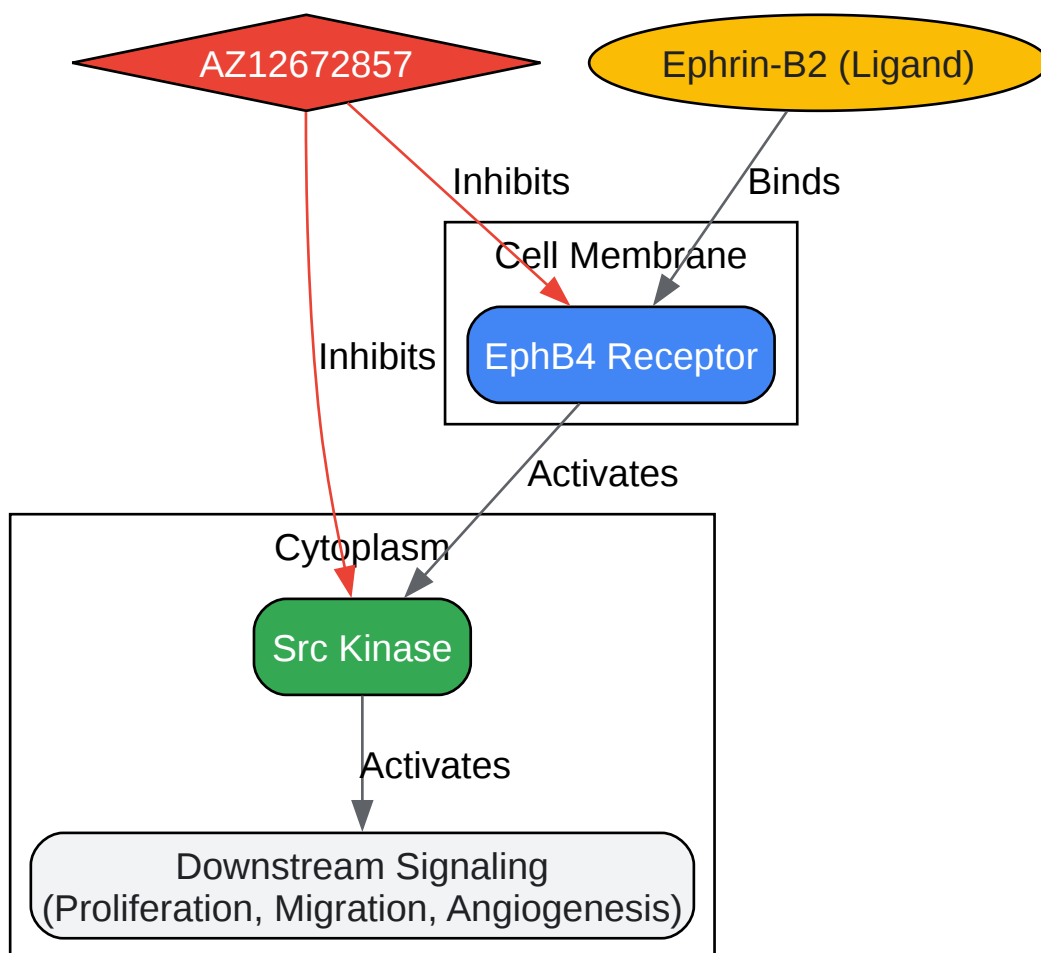 AZ12672857
Ephrin-B2 (Ligand)
Inhibits
Binds
Cell Membrane
Inhibits
EphB4 Receptor
Activates
Cytoplasm
Src Kinase
Activates
Downstream Signaling
(Proliferation, Migration, Angiogenesis)